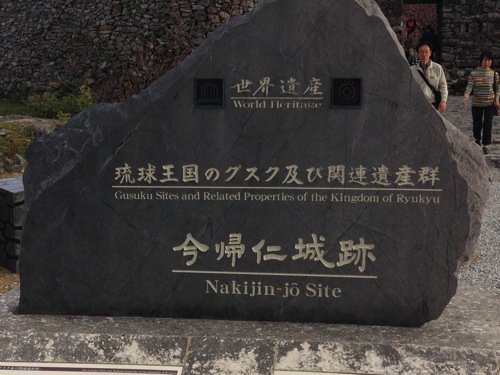 世界遺産
World Heritage
琉球王国のグスク及び関連遺産群
Gusuku Sites and Related Properties of the Kingdom of Ryukyu
今帰仁城跡
Nakijin-jô Site